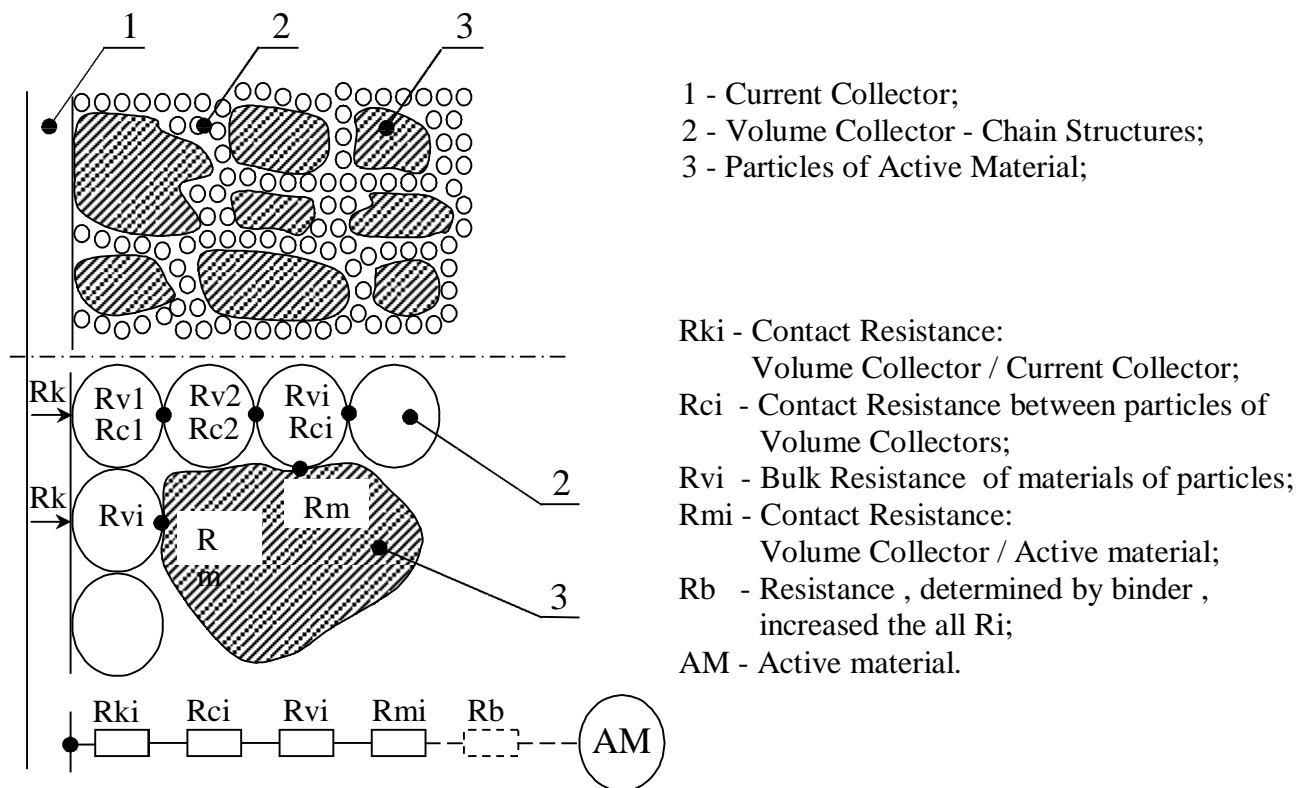 1 2 3
1 - Current Collector;
2 - Volume Collector - Chain Structures;
3 - Particles of Active Material;
Rki - Contact Resistance:
Volume Collector / Current Collector;
Rci - Contact Resistance between particles of
Volume Collectors;
Rvi - Bulk Resistance of materials of particles;
Rmi - Contact Resistance:
Volume Collector / Active material;
Rb - Resistance , determined by binder ,
increased the all Ri;
AM - Active material.
Rk Rv1 Rv2 Rvi
Rc1 Rc2 Rci
2
Rk Rvi Rm
R
m
3
Rki Rci Rvi Rmi Rb
AM